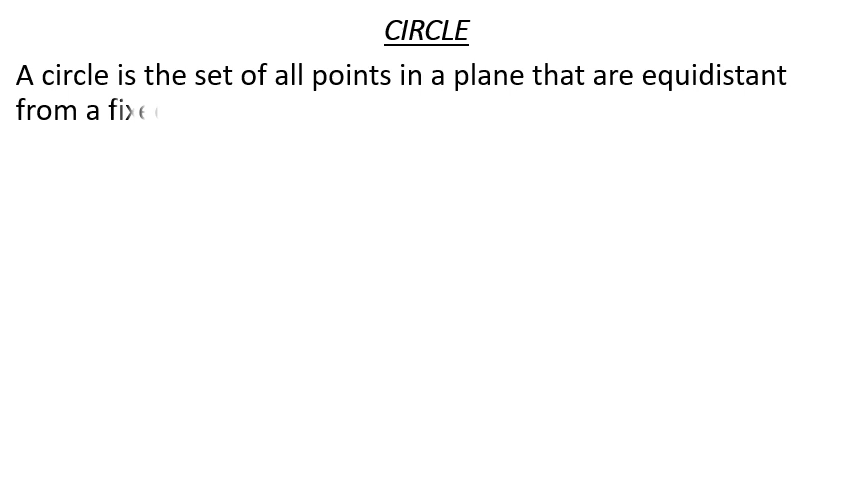 CIRCLE
A circle is the set of all points in a plane that are equidistant
from a